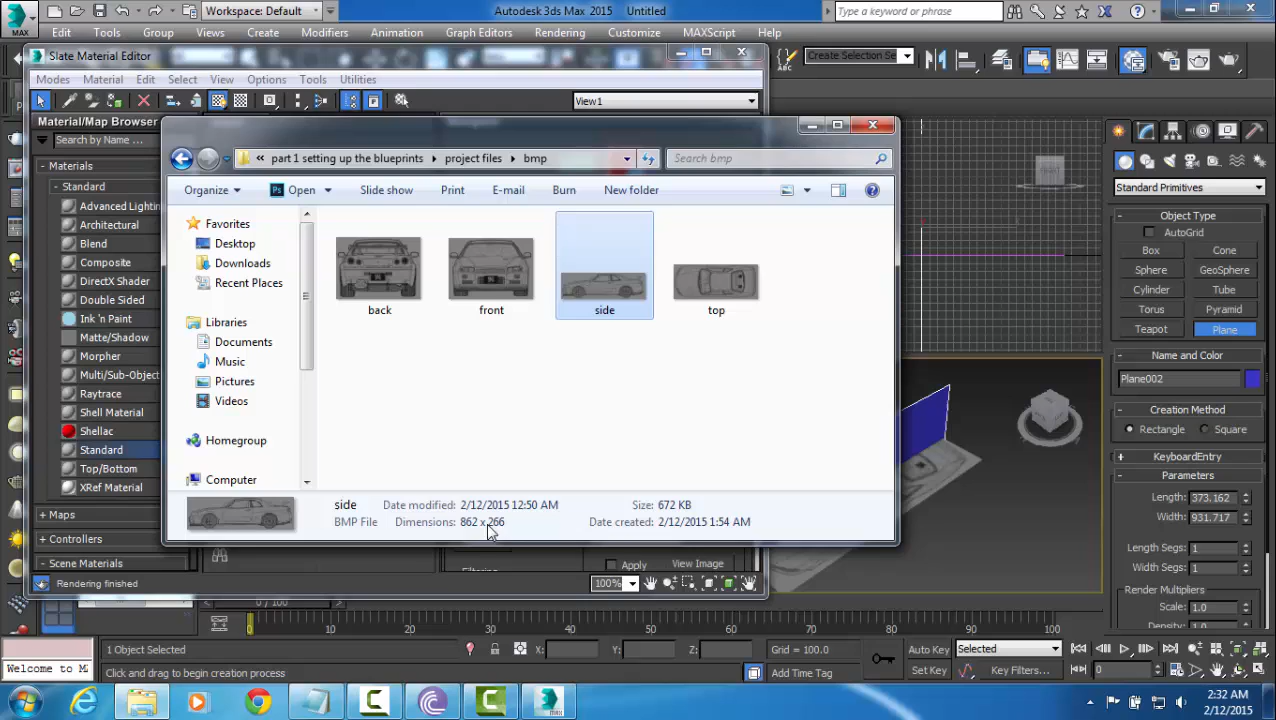 Workspace: Default
Autodesk 3ds Max 2015 Untitled
Type a keyword or phrase
MAX
Edit Tools Group Views Create Modifiers Animation Graph Editors Rendering Customize MAXScript Help
Slate Material Editor
Create Selection Se
Modes Material Edit Select View Options Tools Utilities
View1
Material/Map Browser
Search by Name ...
Materials
Standard
Advanced Lighting
Architectural
Blend
Composite
DirectX Shader
Double Sided
Ink 'n Paint
Matte/Shadow
Morpher
Multi/Sub-Object
Raytrace
Shell Material
Shellac
Standard
Top/Bottom
XRef Material
+ Maps
+ Controllers
Scene Materials
Rendering finished
« part 1 setting up the blueprints project files bmp
Search bmp
Organize Open Slide show Print E-mail Burn New folder
Favorites
Desktop
Downloads
Recent Places
Libraries
Documents
Music
Pictures
Videos
Homegroup
Computer
back front side top
side Date modified: 2/12/2015 12:50 AM Size: 672 KB
BMP File Dimensions: 862 x 266 Date created: 2/12/2015 1:54 AM
Apply View Image
100%
Standard Primitives
Object Type
AutoGrid
Box Cone
Sphere GeoSphere
Cylinder Tube
Torus Pyramid
Teapot Plane
Name and Color
Plane002
Creation Method
Rectangle Square
KeyboardEntry
Parameters
Length: 373.162
Width: 931.717
Length Segs: 1
Width Segs: 1
Render Multipliers
Scale: 1.0
Density: 1.0
0 / 100
0 10 20 30 40 50 60 70 80 90 100
1 Object Selected
X: Y: Z: Grid = 100.0
Auto Key Selected
Welcome to M
Click and drag to begin creation process
Add Time Tag
Set Key Key Filters...
0
2:32 AM
2/12/2015